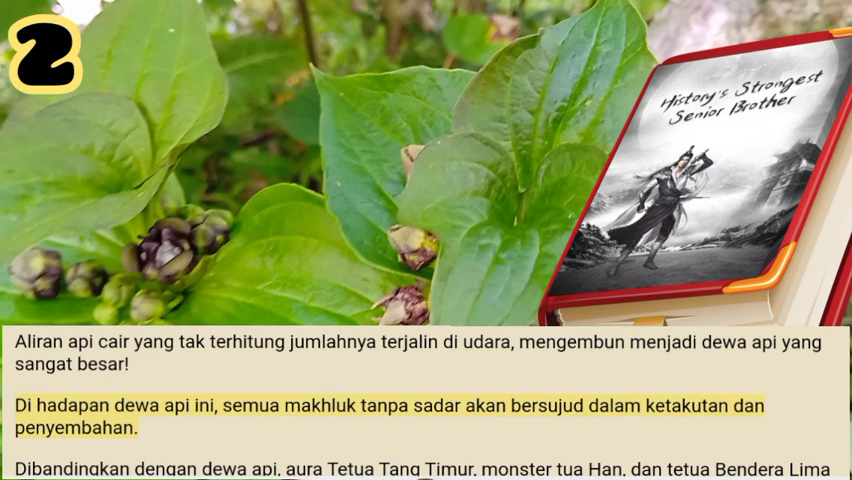 2
History's Strongest
Senior Brother
Aliran api cair yang tak terhitung jumlahnya terjalin di udara, mengembun menjadi dewa api yang
sangat besar!
Di hadapan dewa api ini, semua makhluk tanpa sadar akan bersujud dalam ketakutan dan
penyembahan.
Dibandingkan dengan dewa api, aura Tetua Tang Timur, monster tua Han, dan tetua Bendera Lima